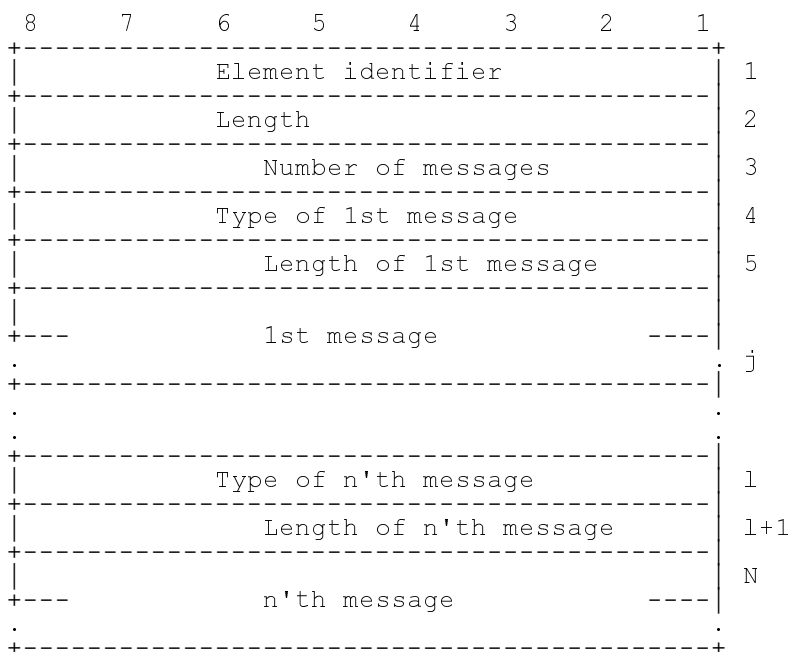 8 7 6 5 4 3 2 1
+-------------------------------------------+
| Element identifier | 1
+-------------------------------------------|
| Length | 2
+-------------------------------------------|
| Number of messages | 3
+-------------------------------------------|
| Type of 1st message | 4
+-------------------------------------------|
| Length of 1st message | 5
+-------------------------------------------|
| |
+--- 1st message ----|
. . j
+-------------------------------------------|
. .
. .
+-------------------------------------------|
| Type of n'th message | l
+-------------------------------------------|
| Length of n'th message | l+1
+-------------------------------------------|
| | N
+--- n'th message ----|
. .
+-------------------------------------------+